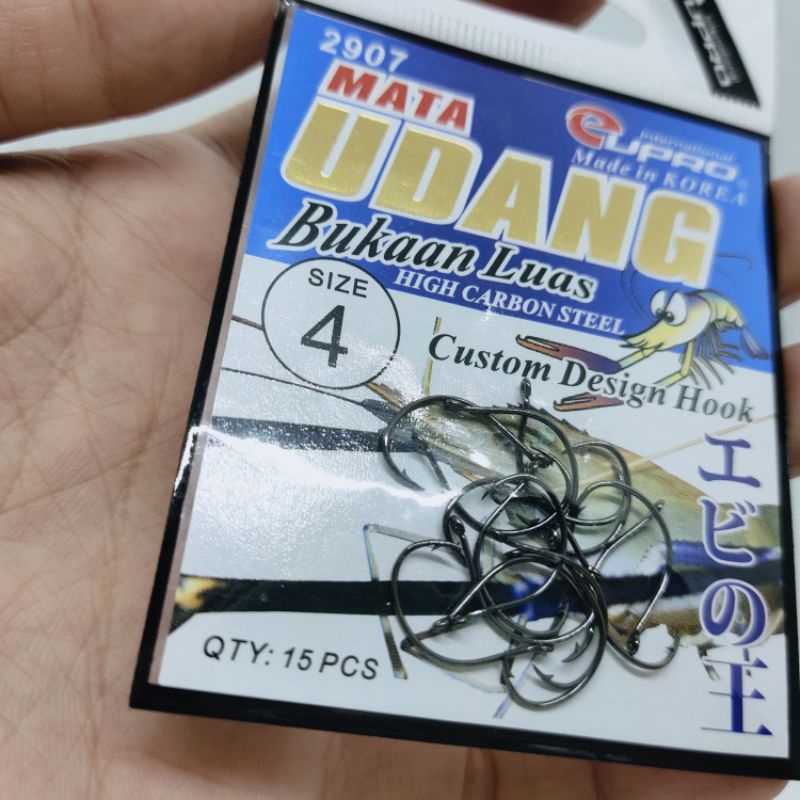 2907
MATA
UDANG
EUPRO
international
Made in KOREA
Bukaan Luas
HIGH CARBON STEEL
SIZE
4
Custom Design Hook
エビの王
QTY: 15 PCS